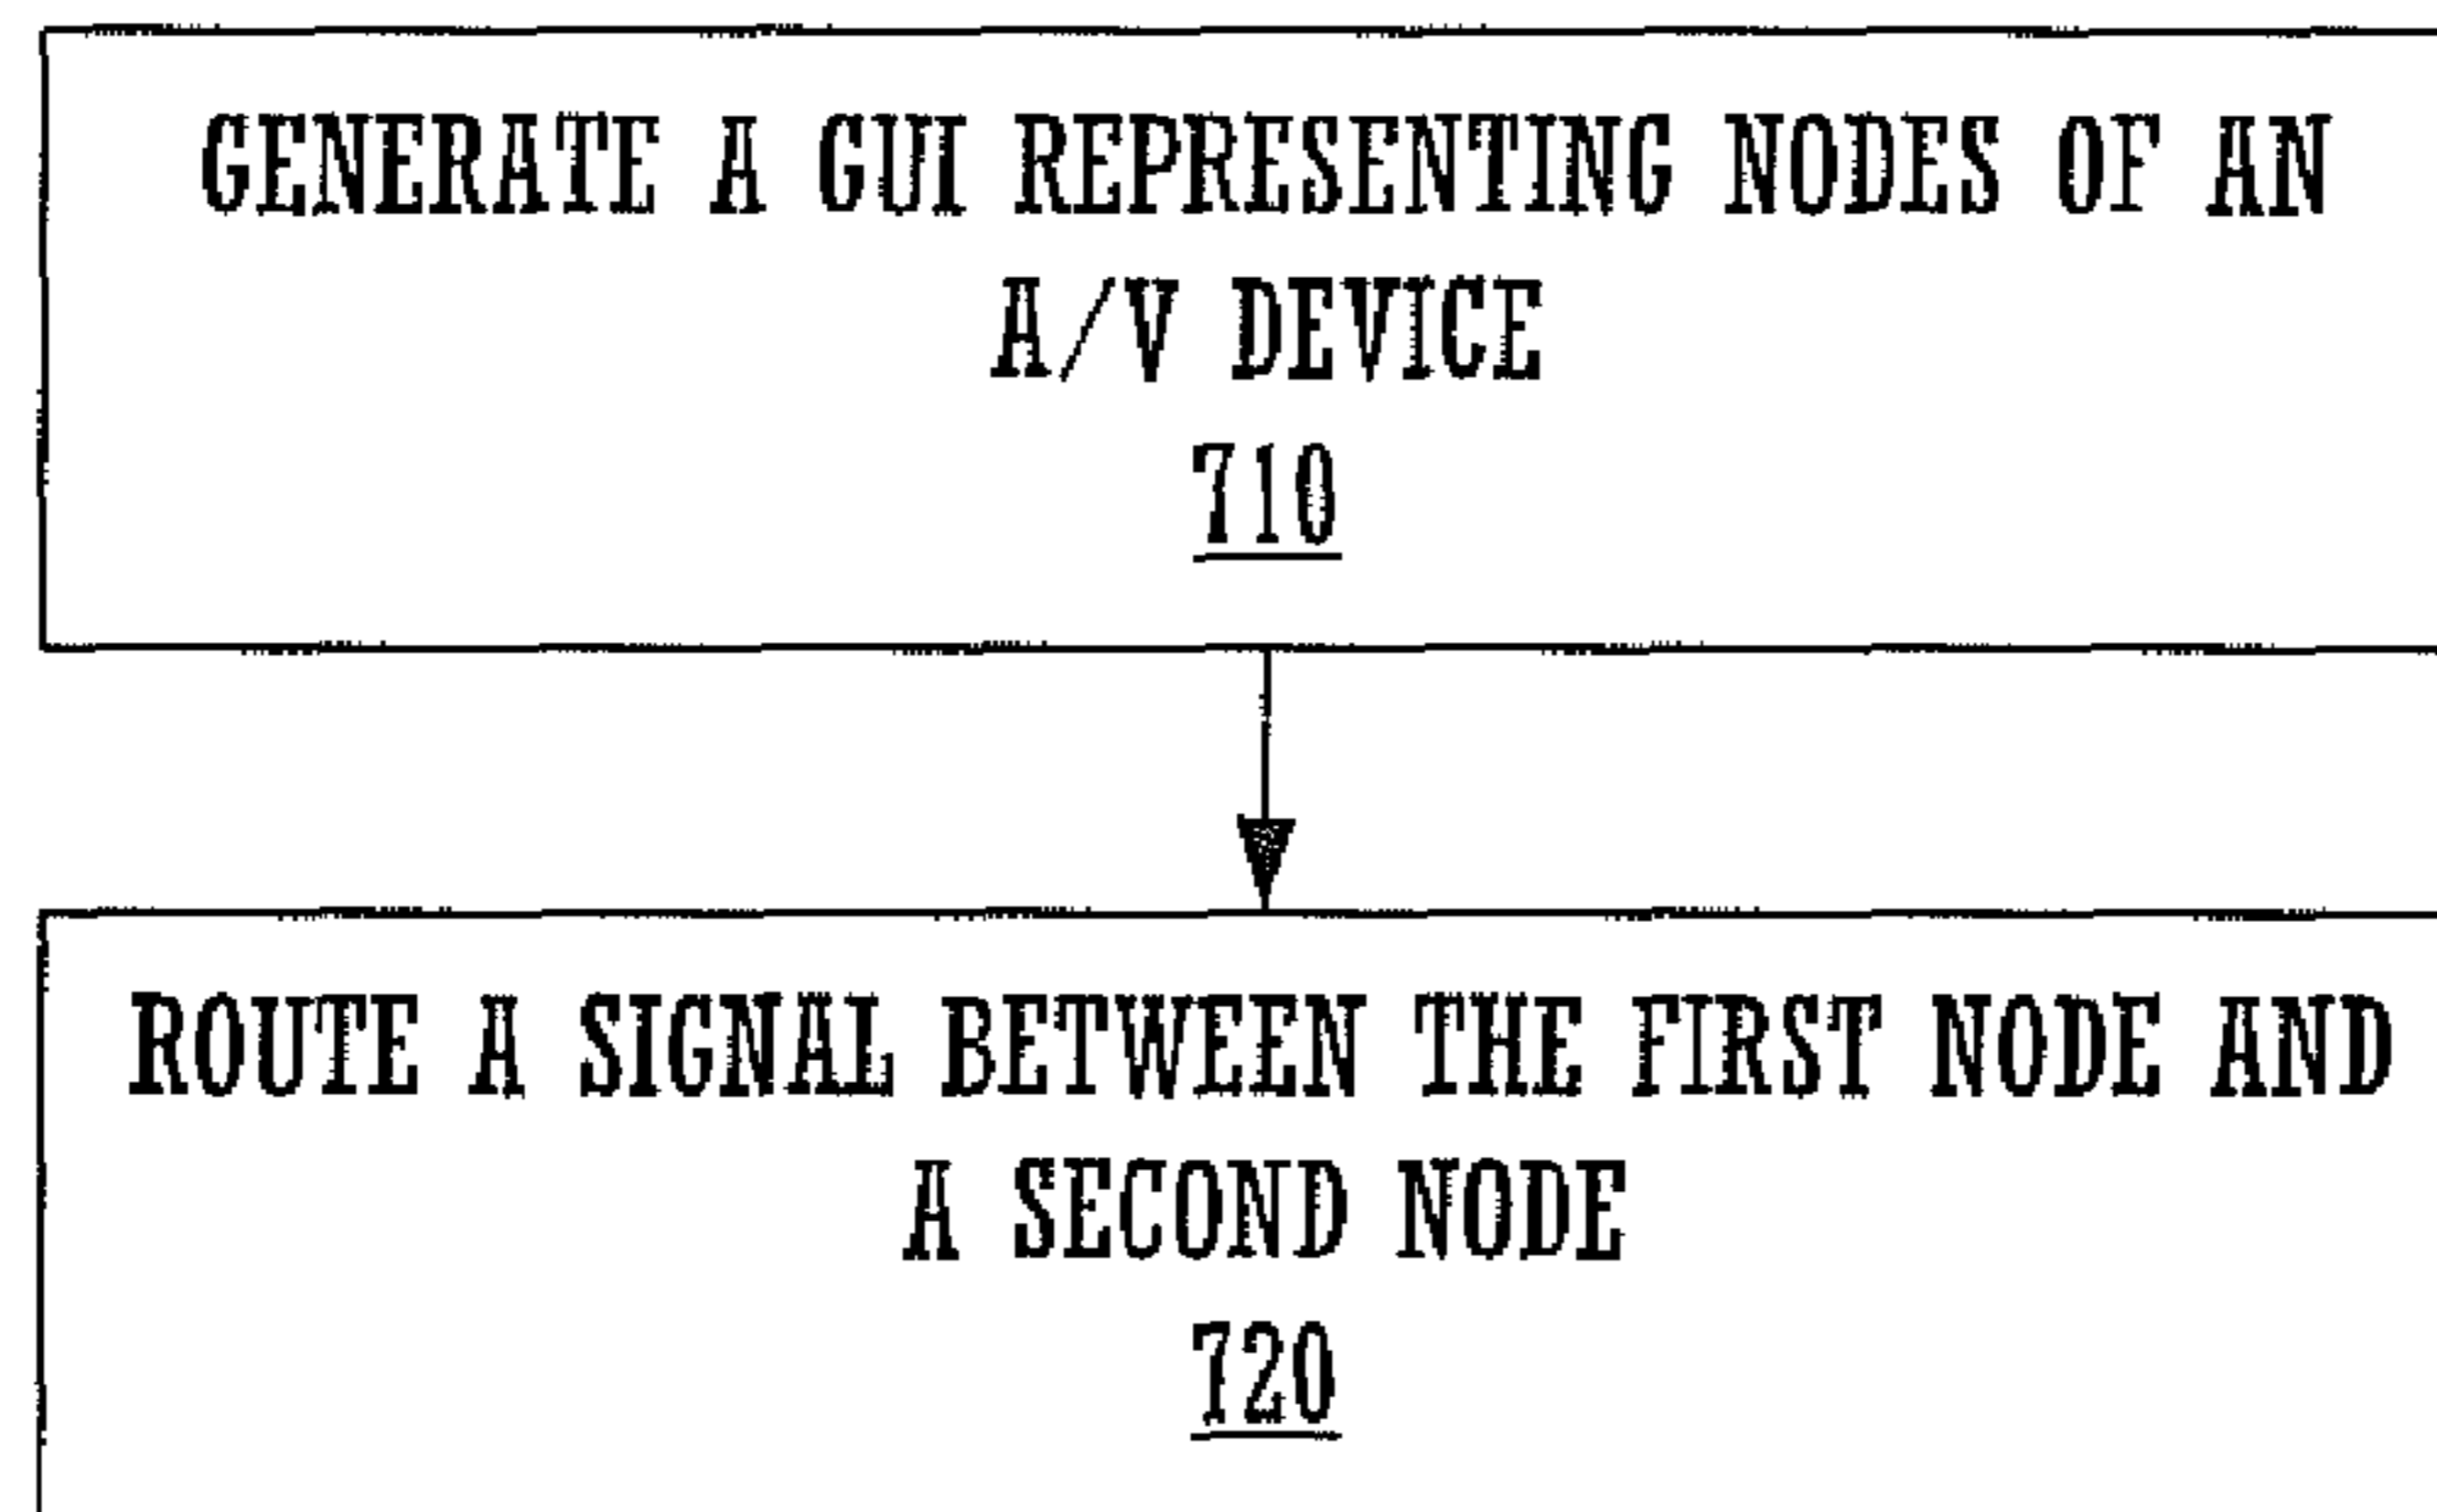 GENERATE A GUI REPRESENTING NODES OF AN
A/V DEVICE
710
ROUTE A SIGNAL BETWEEN THE FIRST NODE AND
A SECOND NODE
720